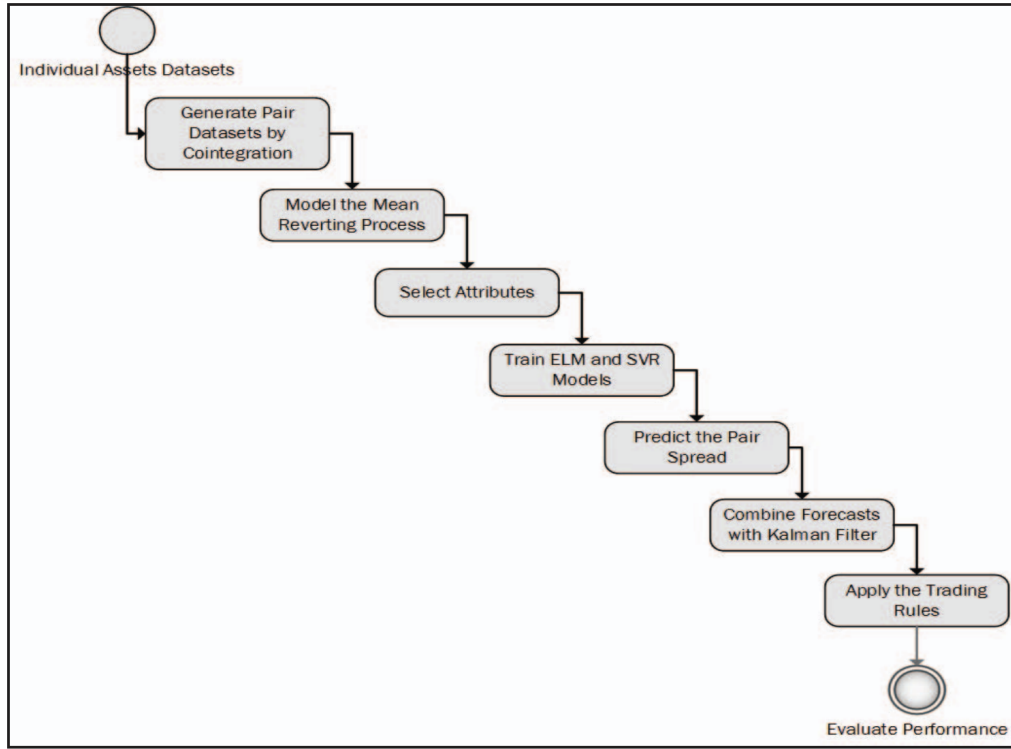 Individual Assets Datasets
Generate Pair
Datasets by
Cointegration
Model the Mean
Reverting Process
Select Attributes
Train ELM and SVR
Models
Predict the Pair
Spread
Combine Forecasts
with Kalman Filter
Apply the Trading
Rules
Evaluate Performance